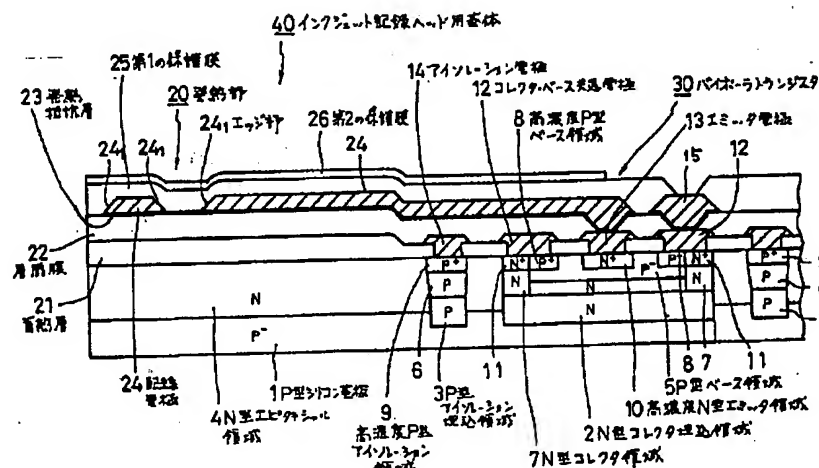 40 インクジェット記録ヘッド用基体
25 第1の保護膜
14 アイソレーション電極
23 発熱
抵抗層
20 発熱部
12 コレクタ・ベース共通電極
30 バイポーラトランジスタ
26 第2の保護膜
8 高濃度P型
ベース領域
13 エミッタ電極
24₁ エッジ部
24₁
24₁
24
15
12
22
層間膜
21
蓄熱層
P⁺
N⁺
P⁺
N⁺
P⁻
P⁺
N⁺
P⁺
P
N
N
N
P
N
P
N
P
P⁻
24 配線
電極
1 P型シリコン基板
9
6
11
3 P型
アイソレーション
埋込領域
8
7
11
5 P型ベース領域
4 N型エピタキシャル
領域
高濃度P型
アイソレーション
領域
10 高濃度N型エミッタ領域
2 N型コレクタ埋込領域
7 N型コレクタ領域